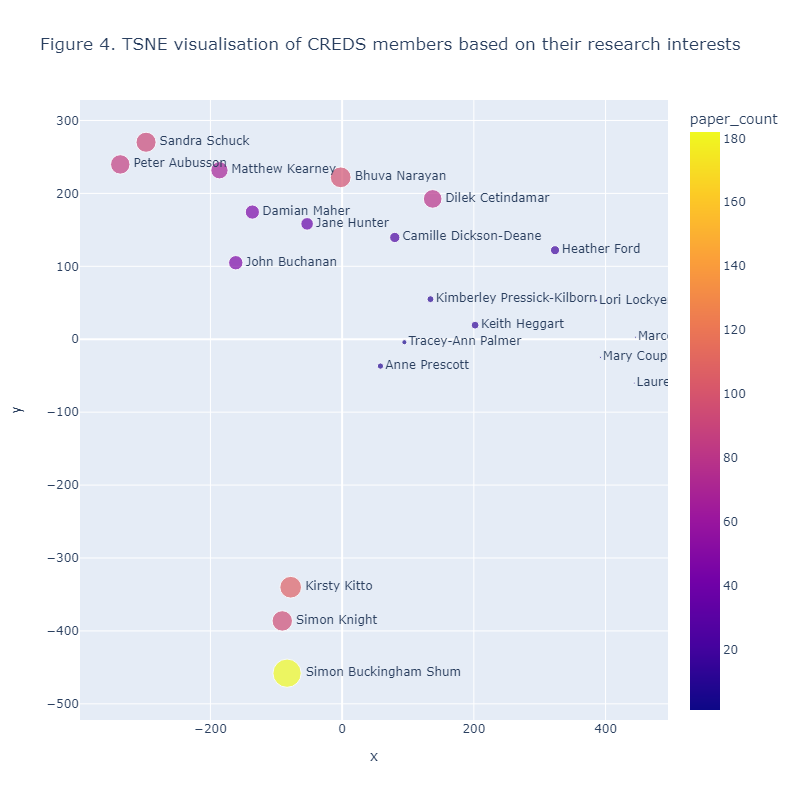 Figure 4. TSNE visualisation of CREDS members based on their research interests
paper_count
300
200
100
0
−100
−200
−300
−400
−500
y
Sandra Schuck
Peter Aubusson
Matthew Kearney
Bhuva Narayan
Dilek Cetindamar
Damian Maher
Jane Hunter
Camille Dickson-Deane
Heather Ford
John Buchanan
Kimberley Pressick-Kilborn
Lori Lockye
Keith Heggart
Tracey-Ann Palmer
Marc
Mary Coup
Anne Prescott
Laure
Kirsty Kitto
Simon Knight
Simon Buckingham Shum
−200
0
200
400
x
180
160
140
120
100
80
60
40
20